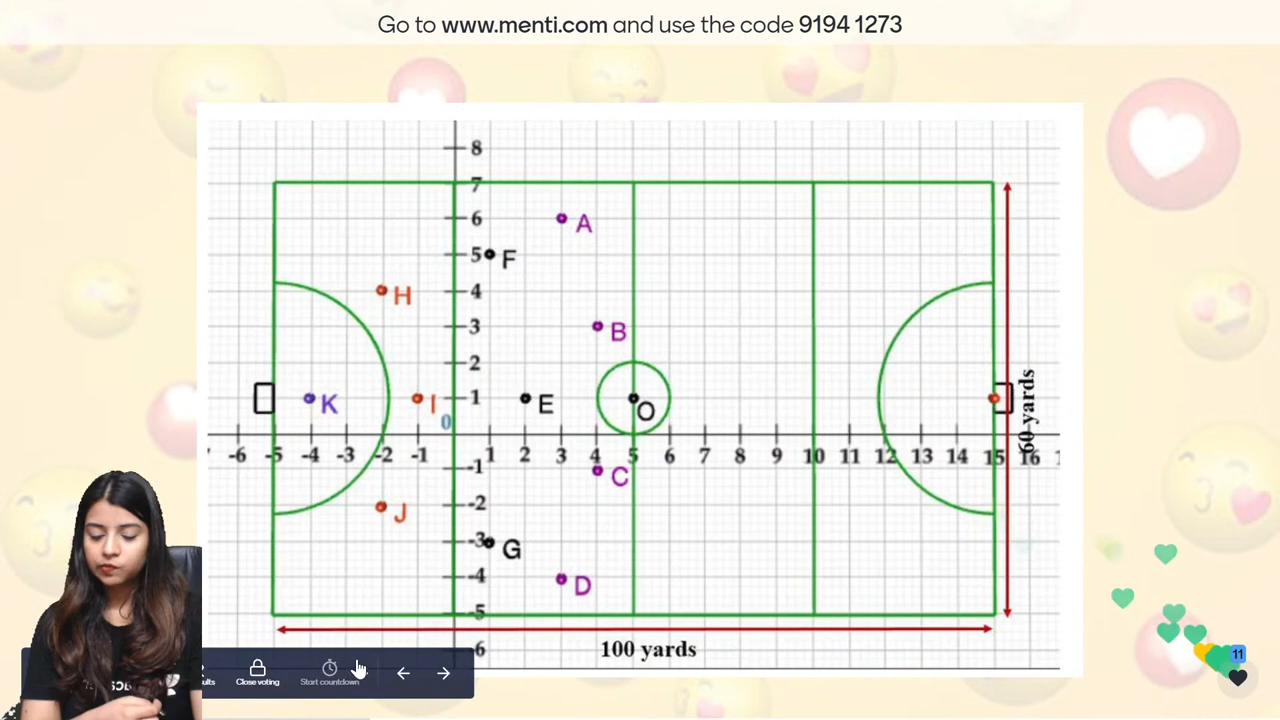 Go to www.menti.com and use the code 9194 1273
8
7
6
A
5
F
4
H
3
B
2
K
I
1
E
O
0
-6 -5 -4 -3 -2 -1 1 2 3 4 5 6 7 8 9 10 11 12 13 14 15 16
60 yards
-1
C
-2
J
-3
G
-4
D
-5
100 yards
11
Close voting
Start countdown